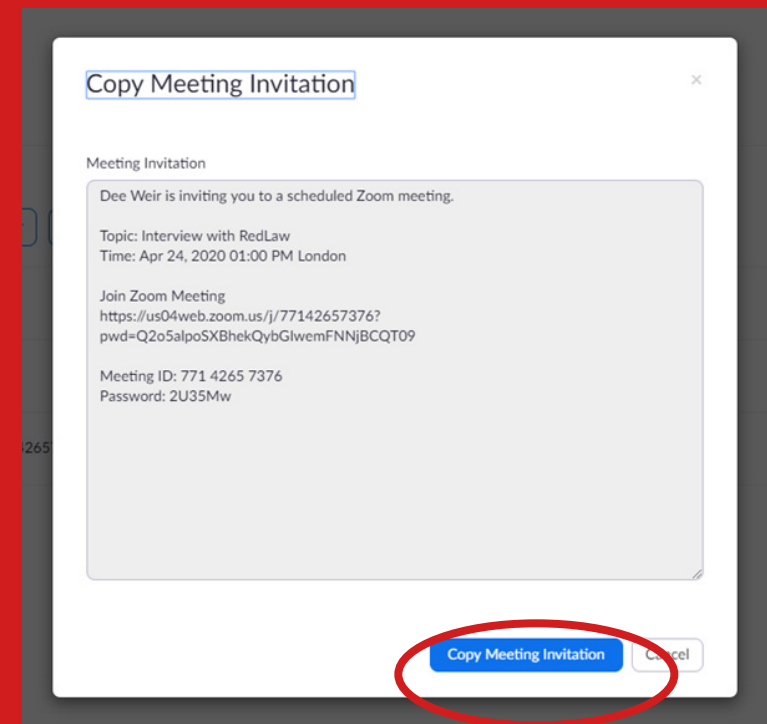 Copy Meeting Invitation
×
Meeting Invitation
Dee Weir is inviting you to a scheduled Zoom meeting.
Topic: Interview with RedLaw
Time: Apr 24, 2020 01:00 PM London
Join Zoom Meeting
https://us04web.zoom.us/j/77142657376?
pwd=Q2o5alpoSXBhekQybGIwemFNNjBCQT09
Meeting ID: 771 4265 7376
Password: 2U35Mw
4265
Copy Meeting Invitation
Cancel